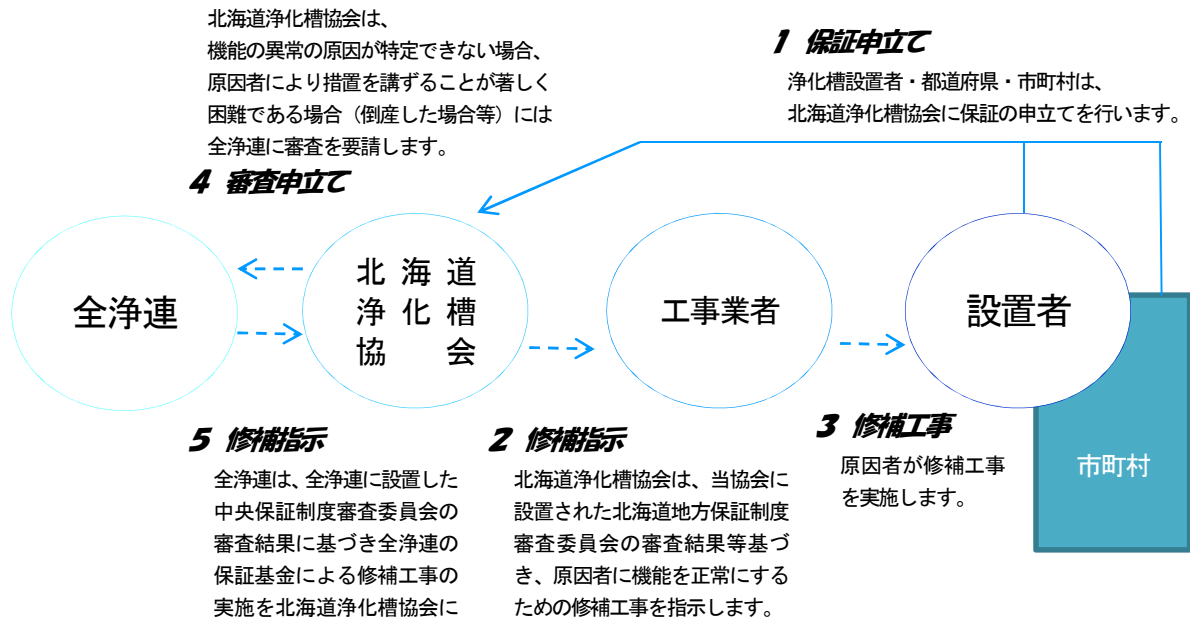 北海道浄化槽協会は、
機能の異常の原因が特定できない場合、
原因者により措置を講ずることが著しく
困難である場合（倒産した場合等）には
全浄連に審査を要請します。
4 審査申立て
1 保証申立て
浄化槽設置者・都道府県・市町村は、
北海道浄化槽協会に保証の申立てを行います。
全浄連
北海道
浄化槽
協会
工事業者
設置者
市町村
5 修補指示
全浄連は、全浄連に設置した
中央保証制度審査委員会の
審査結果に基づき全浄連の
保証基金による修補工事の
実施を北海道浄化槽協会に
2 修補指示
北海道浄化槽協会は、当協会に
設置された北海道地方保証制度
審査委員会の審査結果等基づ
き、原因者に機能を正常にする
ための修補工事を指示します。
3 修補工事
原因者が修補工事
を実施します。